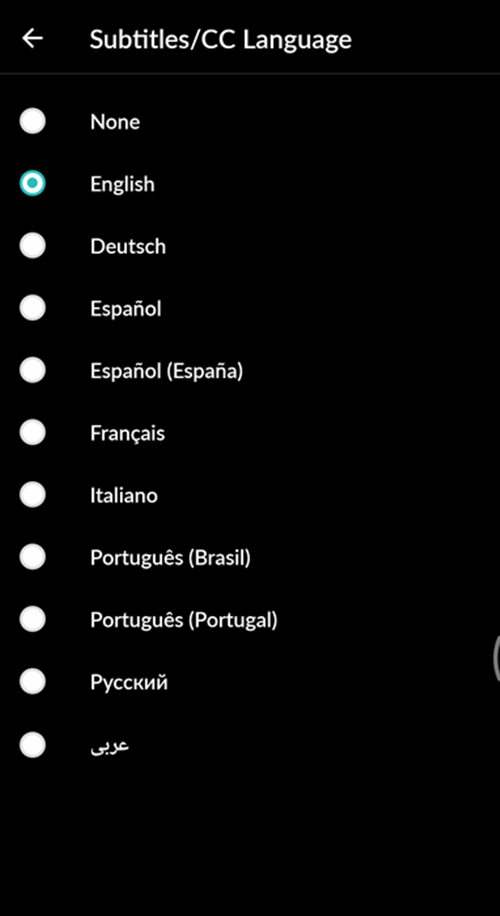 Subtitles/CC Language
None
English
Deutsch
Español
Español (España)
Français
Italiano
Português (Brasil)
Português (Portugal)
Русский
عربى